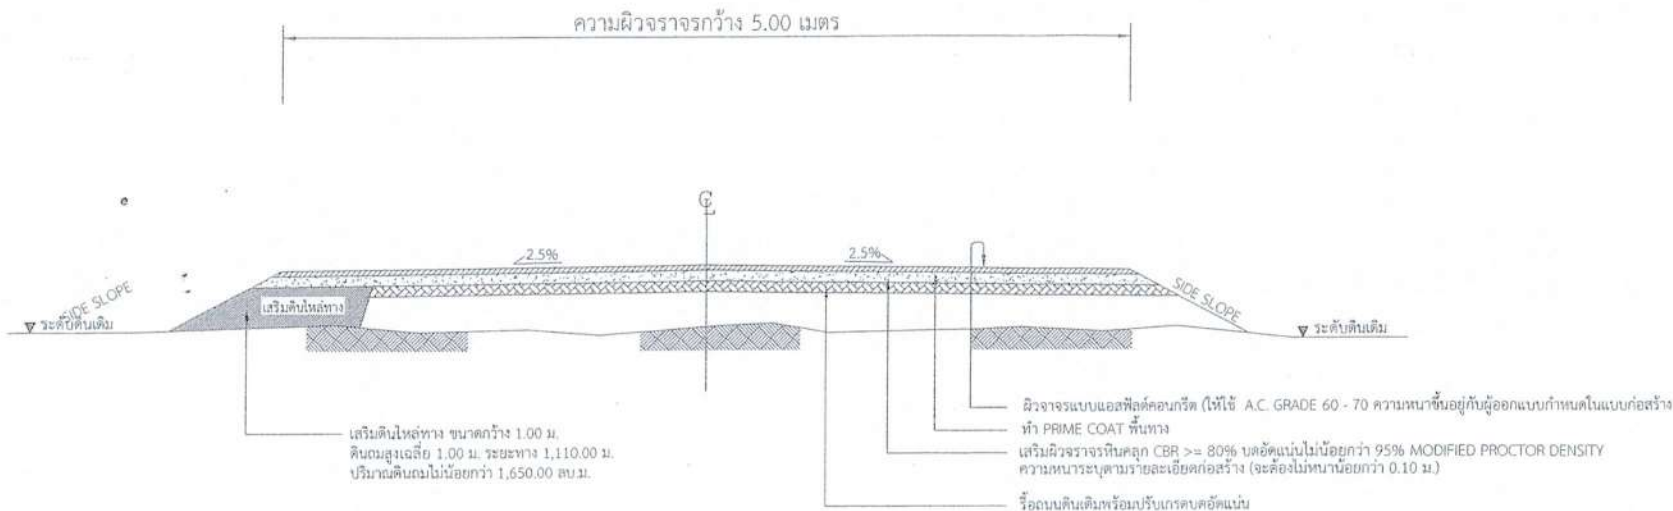 ความผิวจราจรกว้าง 5.00 เมตร
℄
2.5%
2.5%
SIDE SLOPE
เสริมดินไหล่ทาง
SIDE SLOPE
ระดับดินเดิม
ระดับดินเดิม
ผิวจาจรแบบแอสฟัลต์คอนกรีต (ให้ใช้ A.C. GRADE 60 - 70 ความหนาขึ้นอยู่กับผู้ออกแบบกำหนดในแบบก่อสร้าง
ทำ PRIME COAT พื้นทาง
เสริมผิวจราจรหินคลุก CBR >= 80% บดอัดแน่นไม่น้อยกว่า 95% MODIFIED PROCTOR DENSITY
ความหนาระบุตามรายละเอียดก่อสร้าง (จะต้องไม่หนาน้อยกว่า 0.10 ม.)
รื้อถนนดินเดิมพร้อมปรับเกรดบดอัดแน่น
เสริมดินไหล่ทาง ขนาดกว้าง 1.00 ม.
ดินถมสูงเฉลี่ย 1.00 ม. ระยะทาง 1,110.00 ม.
ปริมาณดินถมไม่น้อยกว่า 1,650.00 ลบ.ม.